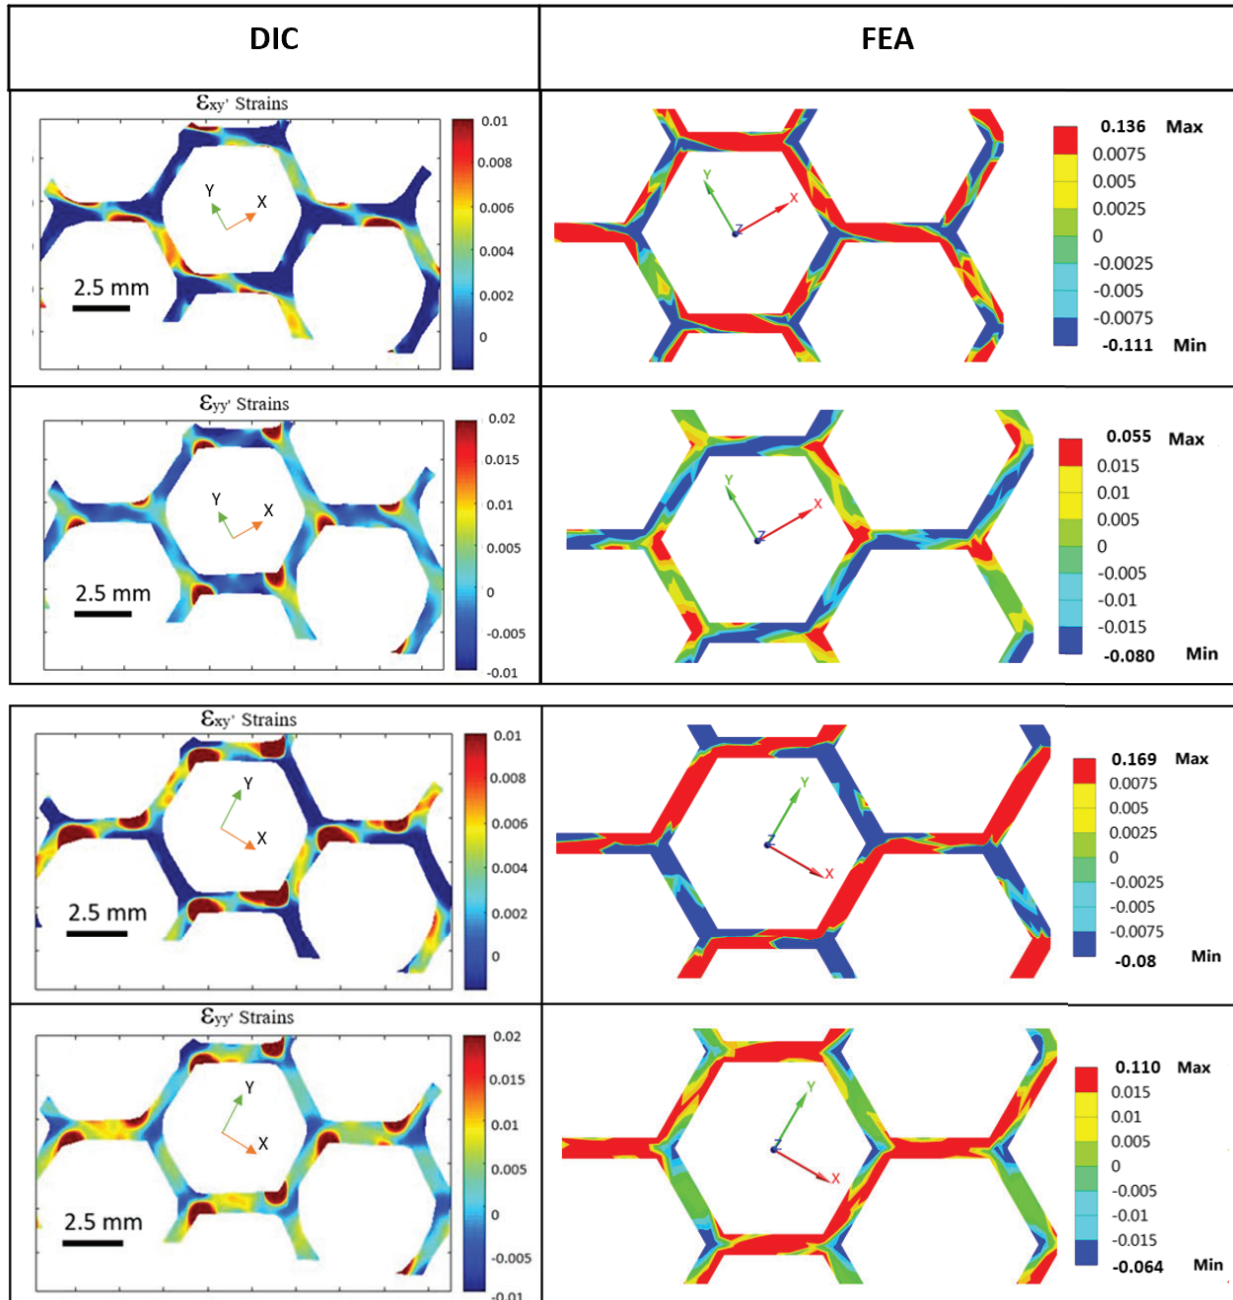 DIC
FEA
εxy' Strains
0.01
0.008
0.006
0.004
0.002
0
Y
X
2.5 mm
Y
X
Z
0.136 Max
0.0075
0.005
0.0025
0
-0.0025
-0.005
-0.0075
-0.111 Min
εyy' Strains
0.02
0.015
0.01
0.005
0
-0.005
-0.01
Y
X
2.5 mm
Y
X
Z
0.055 Max
0.015
0.01
0.005
0
-0.005
-0.01
-0.015
-0.080 Min
εxy' Strains
0.01
0.008
0.006
0.004
0.002
0
Y
X
2.5 mm
Y
X
Z
0.169 Max
0.0075
0.005
0.0025
0
-0.0025
-0.005
-0.0075
-0.08 Min
εyy' Strains
0.02
0.015
0.01
0.005
0
-0.005
-0.01
Y
X
2.5 mm
Y
X
Z
0.110 Max
0.015
0.01
0.005
0
-0.005
-0.01
-0.015
-0.064 Min